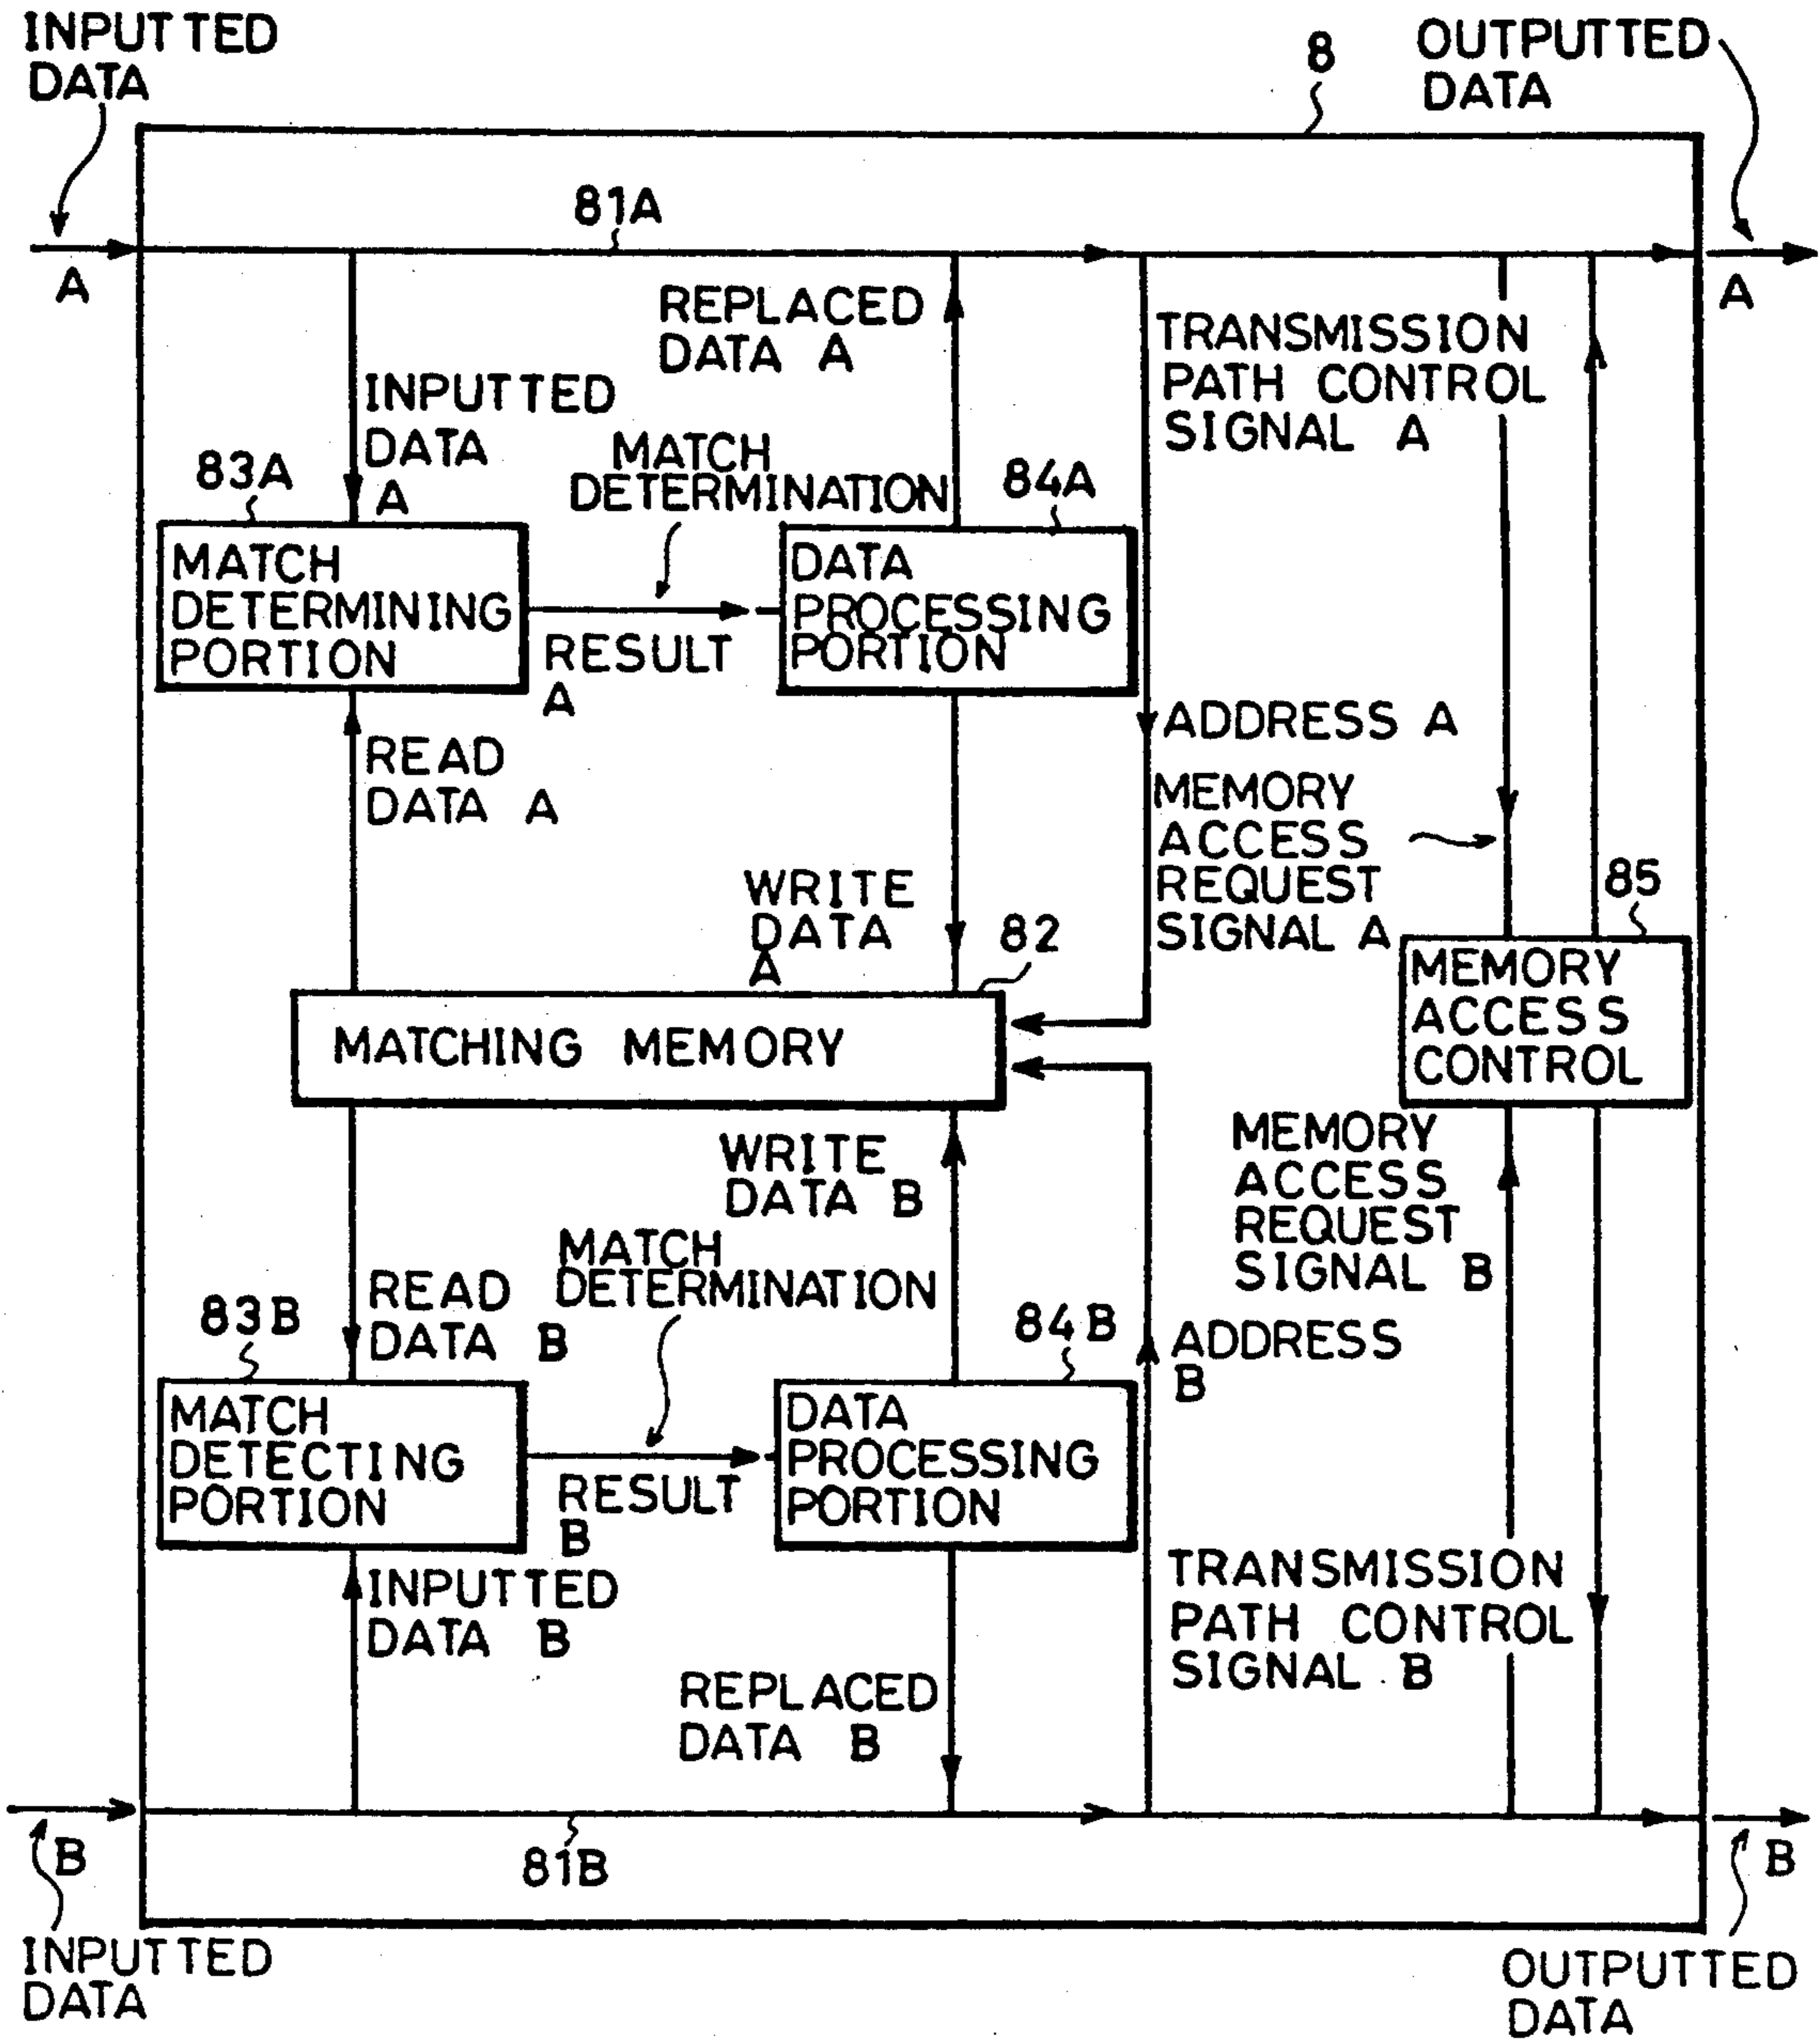 INPUTTED
DATA
8
OUTPUTTED
DATA
81A
A
A
REPLACED
DATA A
TRANSMISSION
PATH CONTROL
SIGNAL A
INPUTTED
DATA
A
MATCH
DETERMINATION
83A
84A
MATCH
DETERMINING
PORTION
DATA
PROCESSING
PORTION
RESULT
A
ADDRESS A
READ
DATA A
MEMORY
ACCESS
REQUEST
SIGNAL A
WRITE
DATA
A
82
85
MATCHING MEMORY
MEMORY
ACCESS
CONTROL
WRITE
DATA B
MEMORY
ACCESS
REQUEST
SIGNAL B
MATCH
DETERMINATION
READ
DATA B
83B
84B
ADDRESS
B
MATCH
DETECTING
PORTION
DATA
PROCESSING
PORTION
RESULT
B
INPUTTED
DATA B
TRANSMISSION
PATH CONTROL
SIGNAL B
REPLACED
DATA B
B
81B
B
INPUTTED
DATA
OUTPUTTED
DATA